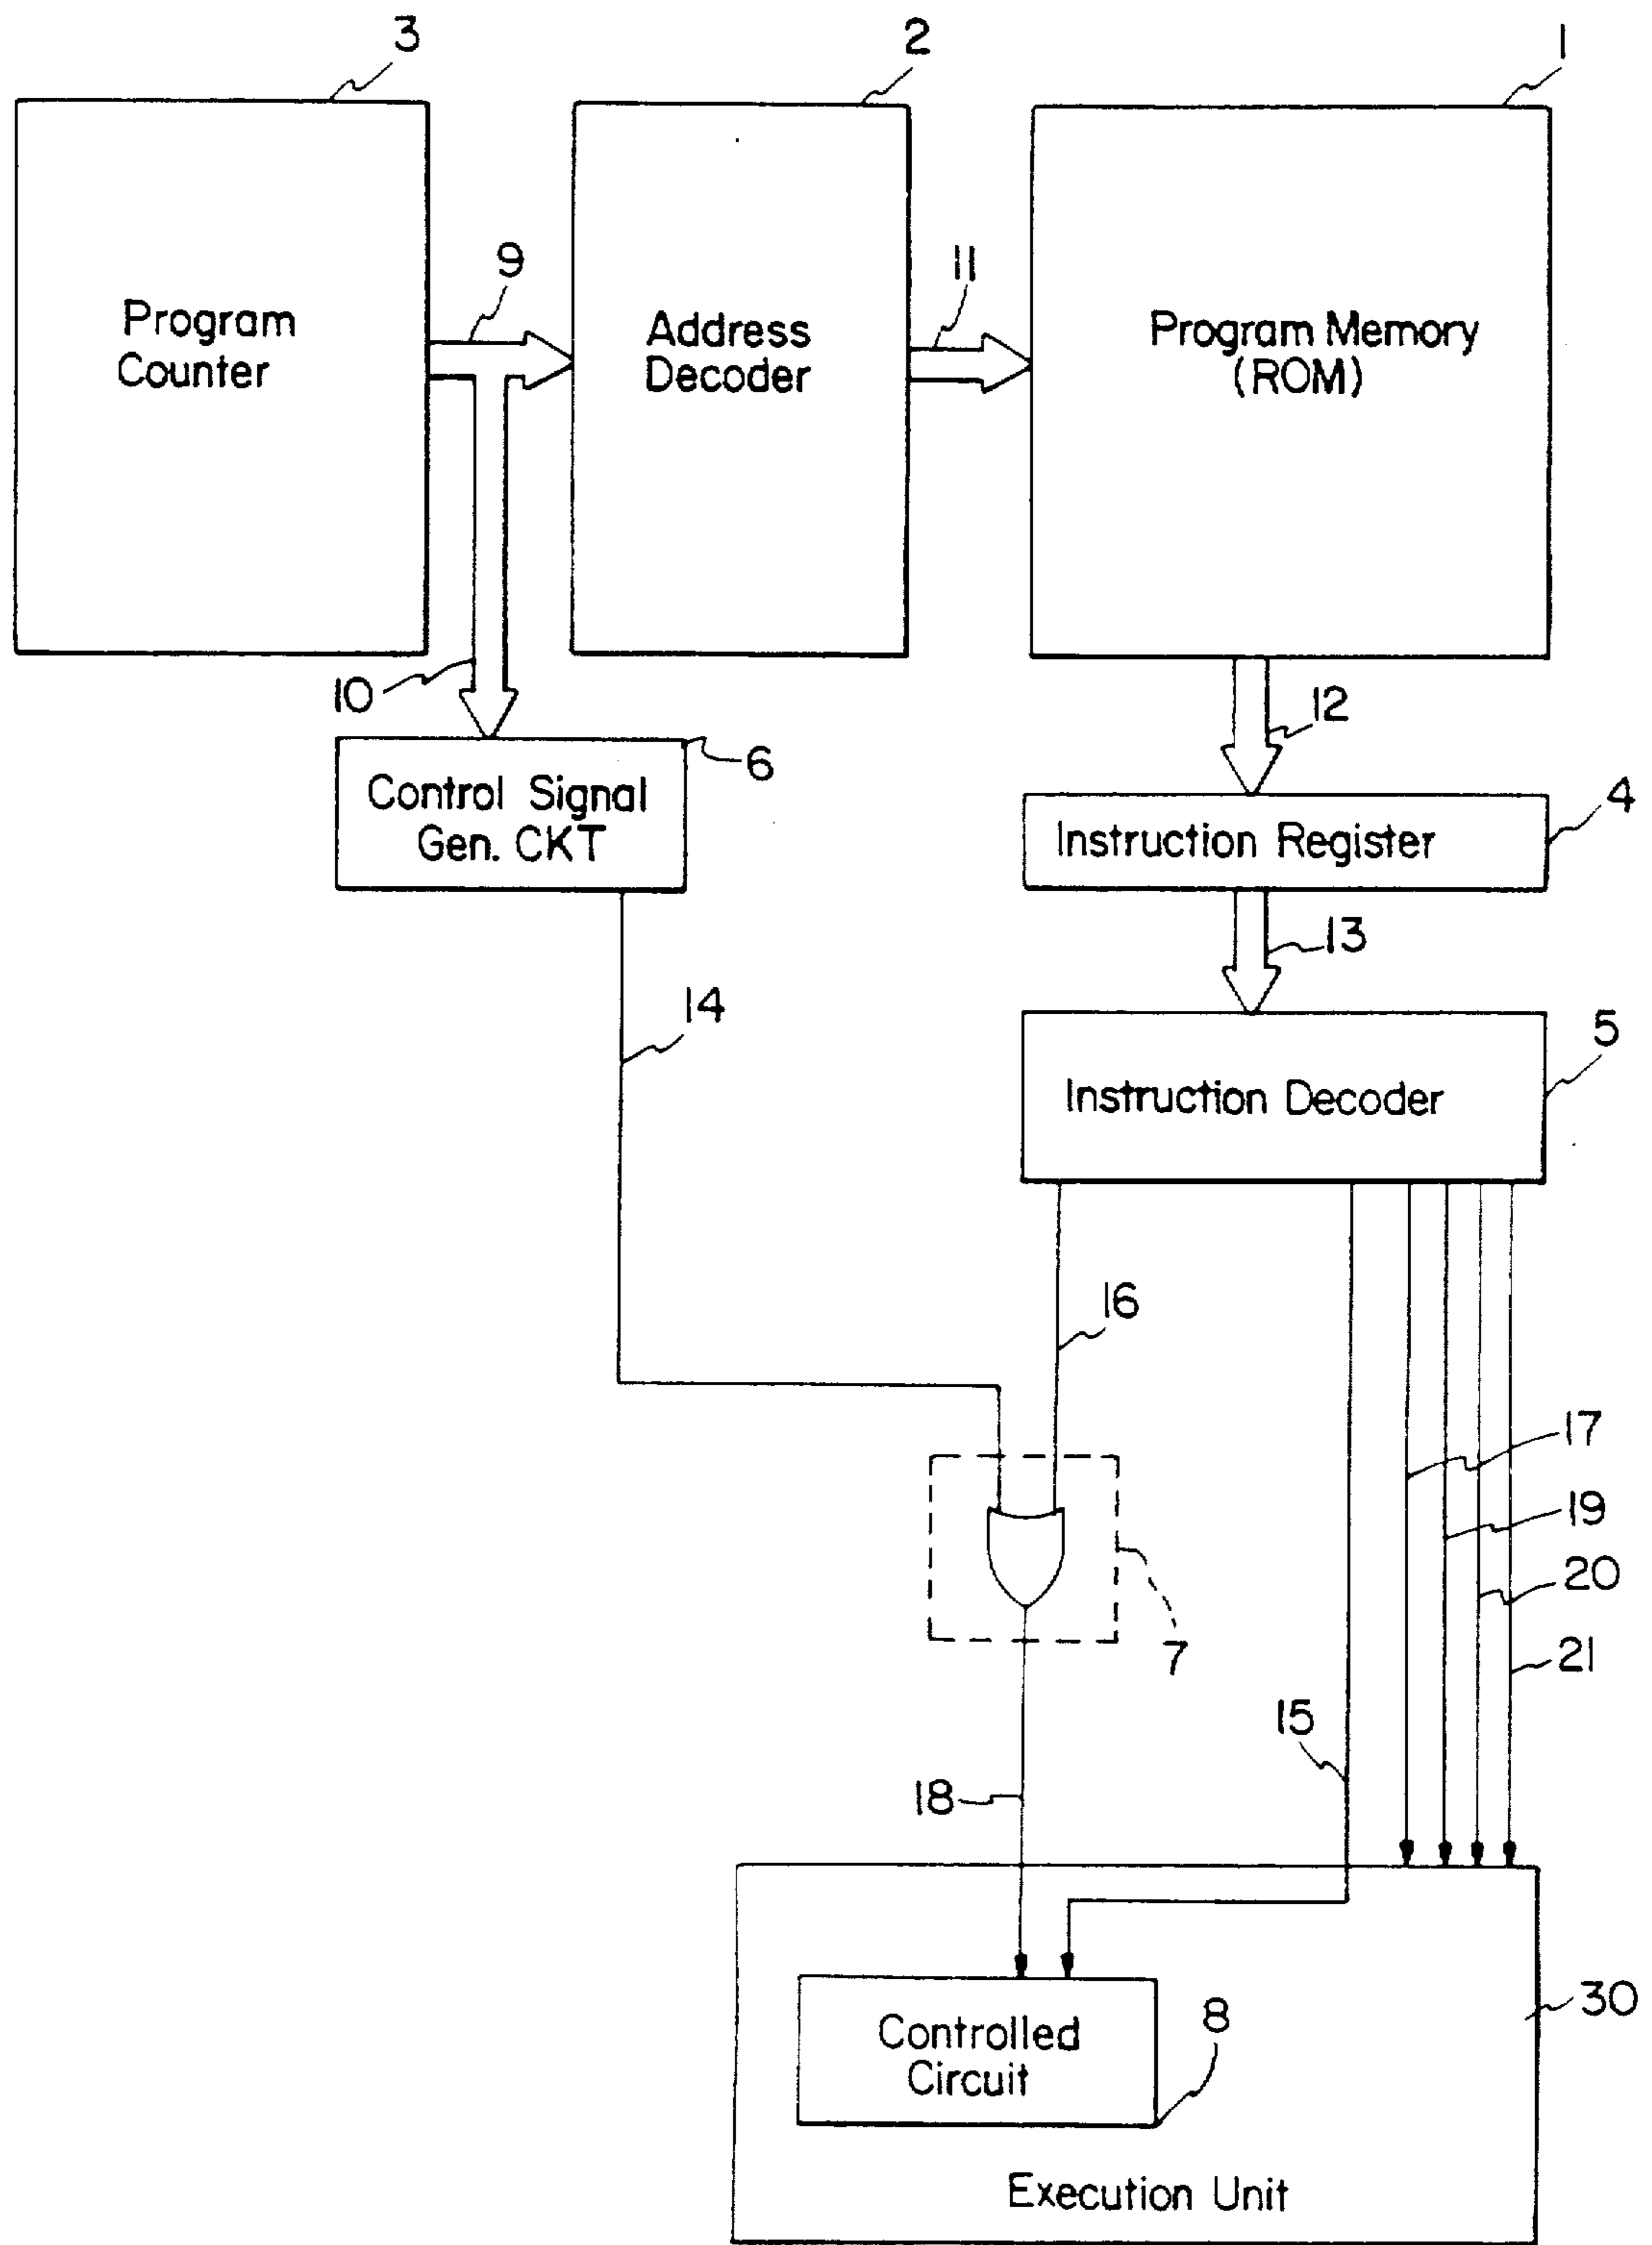 3
2
1
Program
Counter
9
Address
Decoder
11
Program Memory
(ROM)
10
12
6
Control Signal
Gen. CKT
4
Instruction Register
13
14
5
Instruction Decoder
16
17
19
20
7
21
15
18
30
8
Controlled
Circuit
Execution Unit